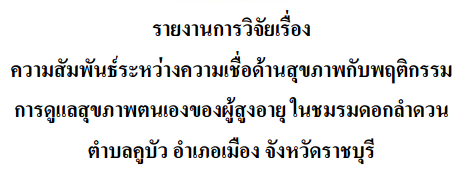 รายงานการวิจัยเรื่อง
ความสัมพันธ์ระหว่างความเชื่อด้านสุขภาพกับพฤติกรรม
การดูแลสุขภาพตนเองของผู้สูงอายุ ในชมรมดอกลำดวน
ตำบลคูบัว อำเภอเมือง จังหวัดราชบุรี